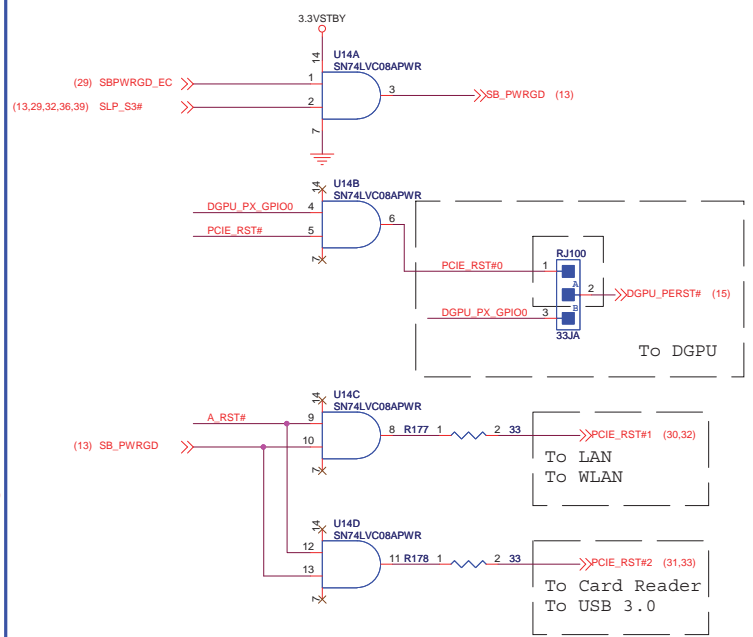 3.3VSTBY
14
U14A
SN74LVC08APWR
(29) SBPWRGD_EC 1
3 SB_PWRGD (13)
(13,29,32,36,39) SLP_S3# 2
7
14
U14B
SN74LVC08APWR
DGPU_PX_GPIO0 4
6
PCIE_RST# 5
7
RJ100
PCIE_RST#0 1
A
2 DGPU_PERST# (15)
B
DGPU_PX_GPIO0 3
33JA
To DGPU
14
U14C
SN74LVC08APWR
A_RST# 9
8 R177 1 2 33 PCIE_RST#1 (30,32)
(13) SB_PWRGD 10
7
To LAN
To WLAN
14
U14D
SN74LVC08APWR
12
11 R178 1 2 33 PCIE_RST#2 (31,33)
13
7
To Card Reader
To USB 3.0